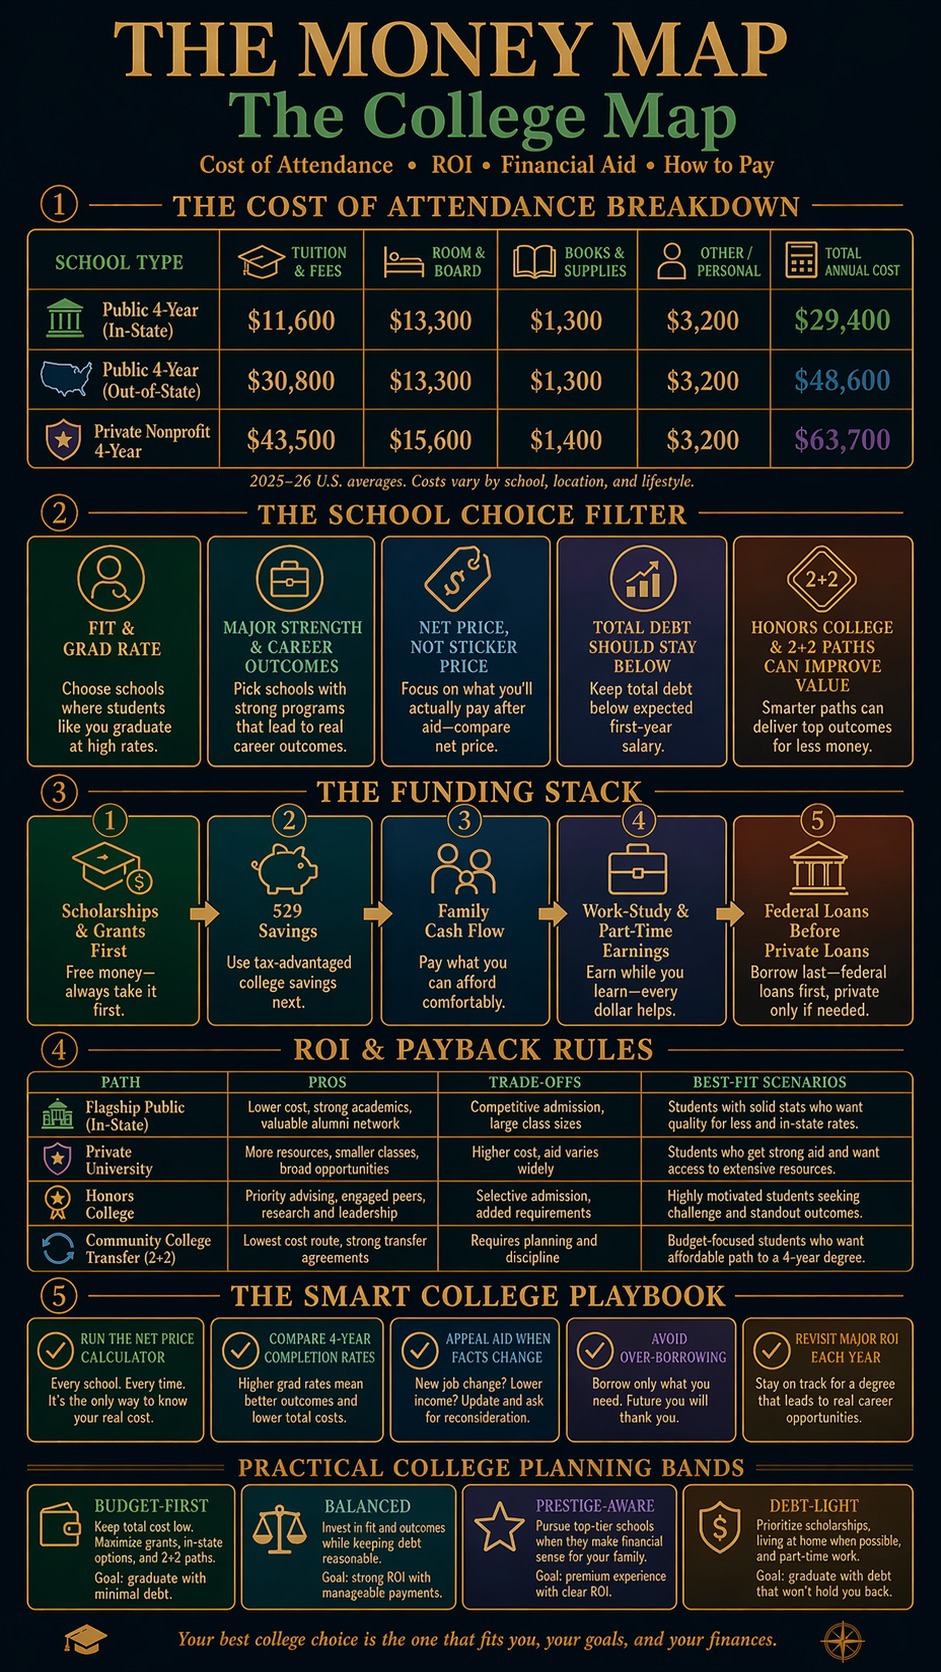 THE MONEY MAP
The College Map
Cost of Attendance • ROI • Financial Aid • How to Pay
1 THE COST OF ATTENDANCE BREAKDOWN
SCHOOL TYPE
TUITION
& FEES
ROOM &
BOARD
BOOKS &
SUPPLIES
OTHER /
PERSONAL
TOTAL
ANNUAL COST
Public 4-Year
(In-State)
$11,600 $13,300 $1,300 $3,200 $29,400
Public 4-Year
(Out-of-State)
$30,800 $13,300 $1,300 $3,200 $48,600
Private Nonprofit
4-Year
$43,500 $15,600 $1,400 $3,200 $63,700
2025–26 U.S. averages. Costs vary by school, location, and lifestyle.
2 THE SCHOOL CHOICE FILTER
FIT &
GRAD RATE
Choose schools
where students
like you graduate
at high rates.
MAJOR STRENGTH
& CAREER
OUTCOMES
Pick schools with
strong programs
that lead to real
career outcomes.
$
NET PRICE,
NOT STICKER
PRICE
Focus on what you'll
actually pay after
aid—compare
net price.
TOTAL DEBT
SHOULD STAY
BELOW
Keep total debt
below expected
first-year
salary.
2+2
HONORS COLLEGE
& 2+2 PATHS
CAN IMPROVE
VALUE
Smarter paths can
deliver top outcomes
for less money.
3 THE FUNDING STACK
1
$
Scholarships
& Grants
First
Free money—
always take it
first.
2
529
Savings
Use tax-advantaged
college savings
next.
3
Family
Cash Flow
Pay what you
can afford
comfortably.
4
Work-Study &
Part-Time
Earnings
Earn while you
learn—every
dollar helps.
5
Federal Loans
Before
Private Loans
Borrow last—federal
loans first, private
only if needed.
4 ROI & PAYBACK RULES
PATH PROS TRADE-OFFS BEST-FIT SCENARIOS
Flagship Public
(In-State)
Lower cost, strong academics,
valuable alumni network
Competitive admission,
large class sizes
Students with solid stats who want
quality for less and in-state rates.
Private
University
More resources, smaller classes,
broad opportunities
Higher cost, aid varies
widely
Students who get strong aid and want
access to extensive resources.
Honors
College
Priority advising, engaged peers,
research and leadership
Selective admission,
added requirements
Highly motivated students seeking
challenge and standout outcomes.
Community College
Transfer (2+2)
Lowest cost route, strong transfer
agreements
Requires planning and
discipline
Budget-focused students who want
affordable path to a 4-year degree.
5 THE SMART COLLEGE PLAYBOOK
RUN THE NET PRICE
CALCULATOR
Every school. Every time.
It's the only way to know
your real cost.
COMPARE 4-YEAR
COMPLETION RATES
Higher grad rates mean
better outcomes and
lower total costs.
APPEAL AID WHEN
FACTS CHANGE
New job change? Lower
income? Update and ask
for reconsideration.
AVOID
OVER-BORROWING
Borrow only what you
need. Future you will
thank you.
REVISIT MAJOR ROI
EACH YEAR
Stay on track for a degree
that leads to real career
opportunities.
PRACTICAL COLLEGE PLANNING BANDS
BUDGET-FIRST
Keep total cost low.
Maximize grants, in-state
options, and 2+2 paths.
Goal: graduate with
minimal debt.
BALANCED
Invest in fit and outcomes
while keeping debt
reasonable.
Goal: strong ROI with
manageable payments.
PRESTIGE-AWARE
Pursue top-tier schools
when they make financial
sense for your family.
Goal: premium experience
with clear ROI.
$
DEBT-LIGHT
Prioritize scholarships,
living at home when possible,
and part-time work.
Goal: graduate with debt
that won't hold you back.
Your best college choice is the one that fits you, your goals, and your finances.